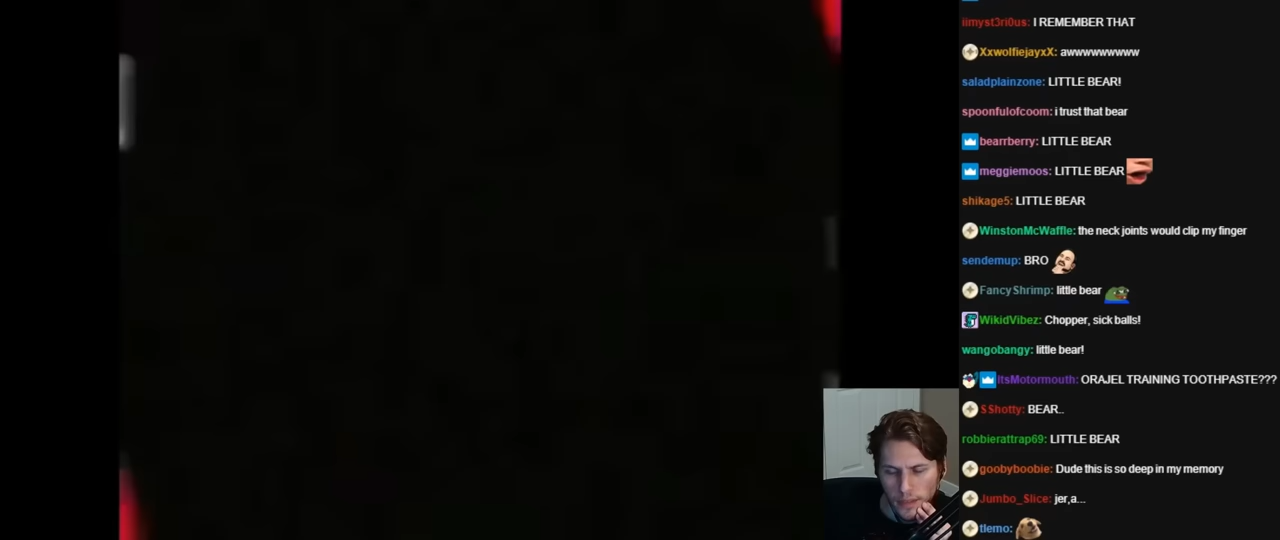 iimyst3ri0us: I REMEMBER THAT
XxwolfiejayxX: awwwwwwwww
saladplainzone: LITTLE BEAR!
spoonfulofcoom: i trust that bear
bearrberry: LITTLE BEAR
meggiemoos: LITTLE BEAR
shikage5: LITTLE BEAR
WinstonMcWaffle: the neck joints would clip my finger
sendemup: BRO
FancyShrimp: little bear
WikidVibez: Chopper, sick balls!
wangobangy: little bear!
ItsMotormouth: ORAJEL TRAINING TOOTHPASTE???
SShotty: BEAR..
robbierattrap69: LITTLE BEAR
goobyboobie: Dude this is so deep in my memory
Jumbo_Slice: jer,a...
tlemo: